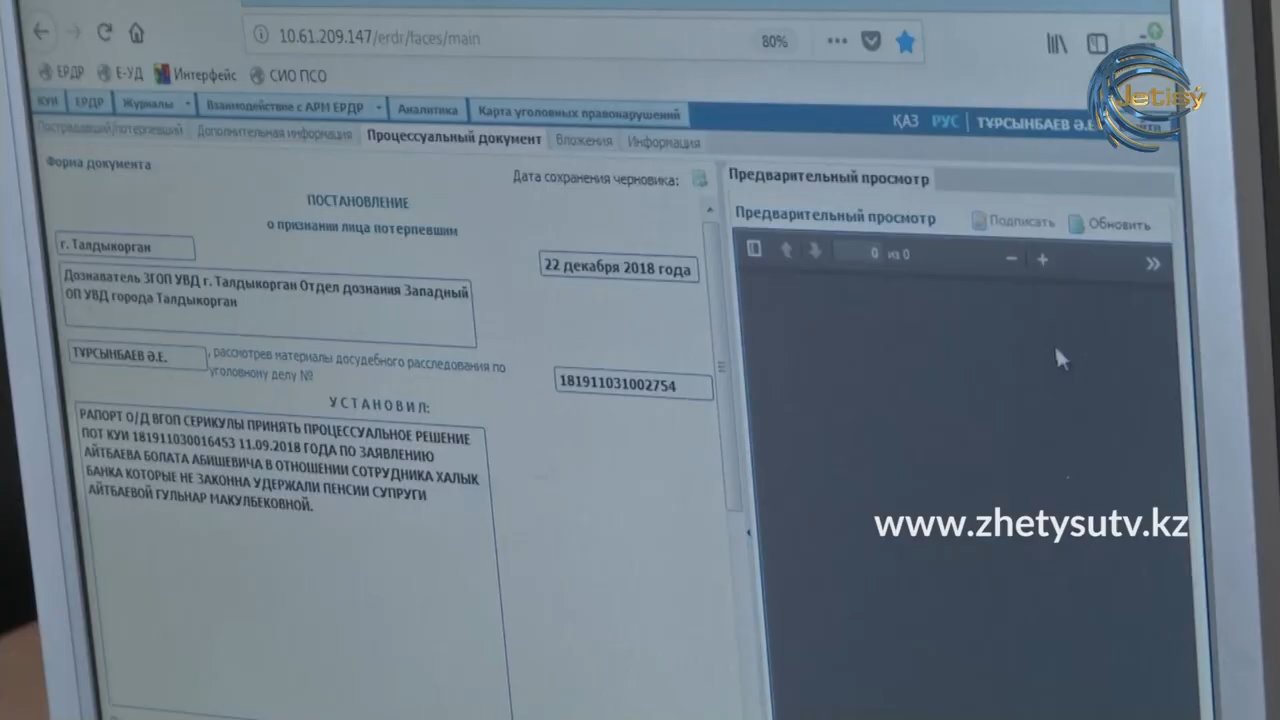 10.61.209.147/erdr/faces/main
80%
ЕРДР Е-УД Интерфейс СИО ПСО
КУИ ЕРДР Журналы Взаимодействие с АРМ ЕРДР Аналитика Карта уголовных правонарушений
ҚАЗ РУС ТҰРСЫНБАЕВ Ә.Е.
Jetisý
Пострадавший/потерпевший Дополнительная информация Процессуальный документ Вложения Информация
Форма документа
Дата сохранения черновика:
ПОСТАНОВЛЕНИЕ
о признании лица потерпевшим
г. Талдыкорган
22 декабря 2018 года
Дознаватель ЗГОП УВД г. Талдыкорган Отдел дознания Западный
ОП УВД города Талдыкорган
ТҰРСЫНБАЕВ Ә.Е.
, рассмотрев материалы досудебного расследования по
уголовному делу №
181911031002754
У С Т А Н О В И Л:
РАПОРТ О/Д ВГОП СЕРИКУЛЫ ПРИНЯТЬ ПРОЦЕССУАЛЬНОЕ РЕШЕНИЕ
ПОТ КУИ 181911030016453 11.09.2018 ГОДА ПО ЗАЯВЛЕНИЮ
АЙТБАЕВА БОЛАТА АБИШЕВИЧА В ОТНОШЕНИИ СОТРУДНИКА ХАЛЫК
БАНКА КОТОРЫЕ НЕ ЗАКОННА УДЕРЖАЛИ ПЕНСИИ СУПРУГИ
АЙТБАЕВОЙ ГУЛЬНАР МАКУЛБЕКОВНОЙ.
Предварительный просмотр
Предварительный просмотр Подписать Обновить
0 из 0
www.zhetysutv.kz